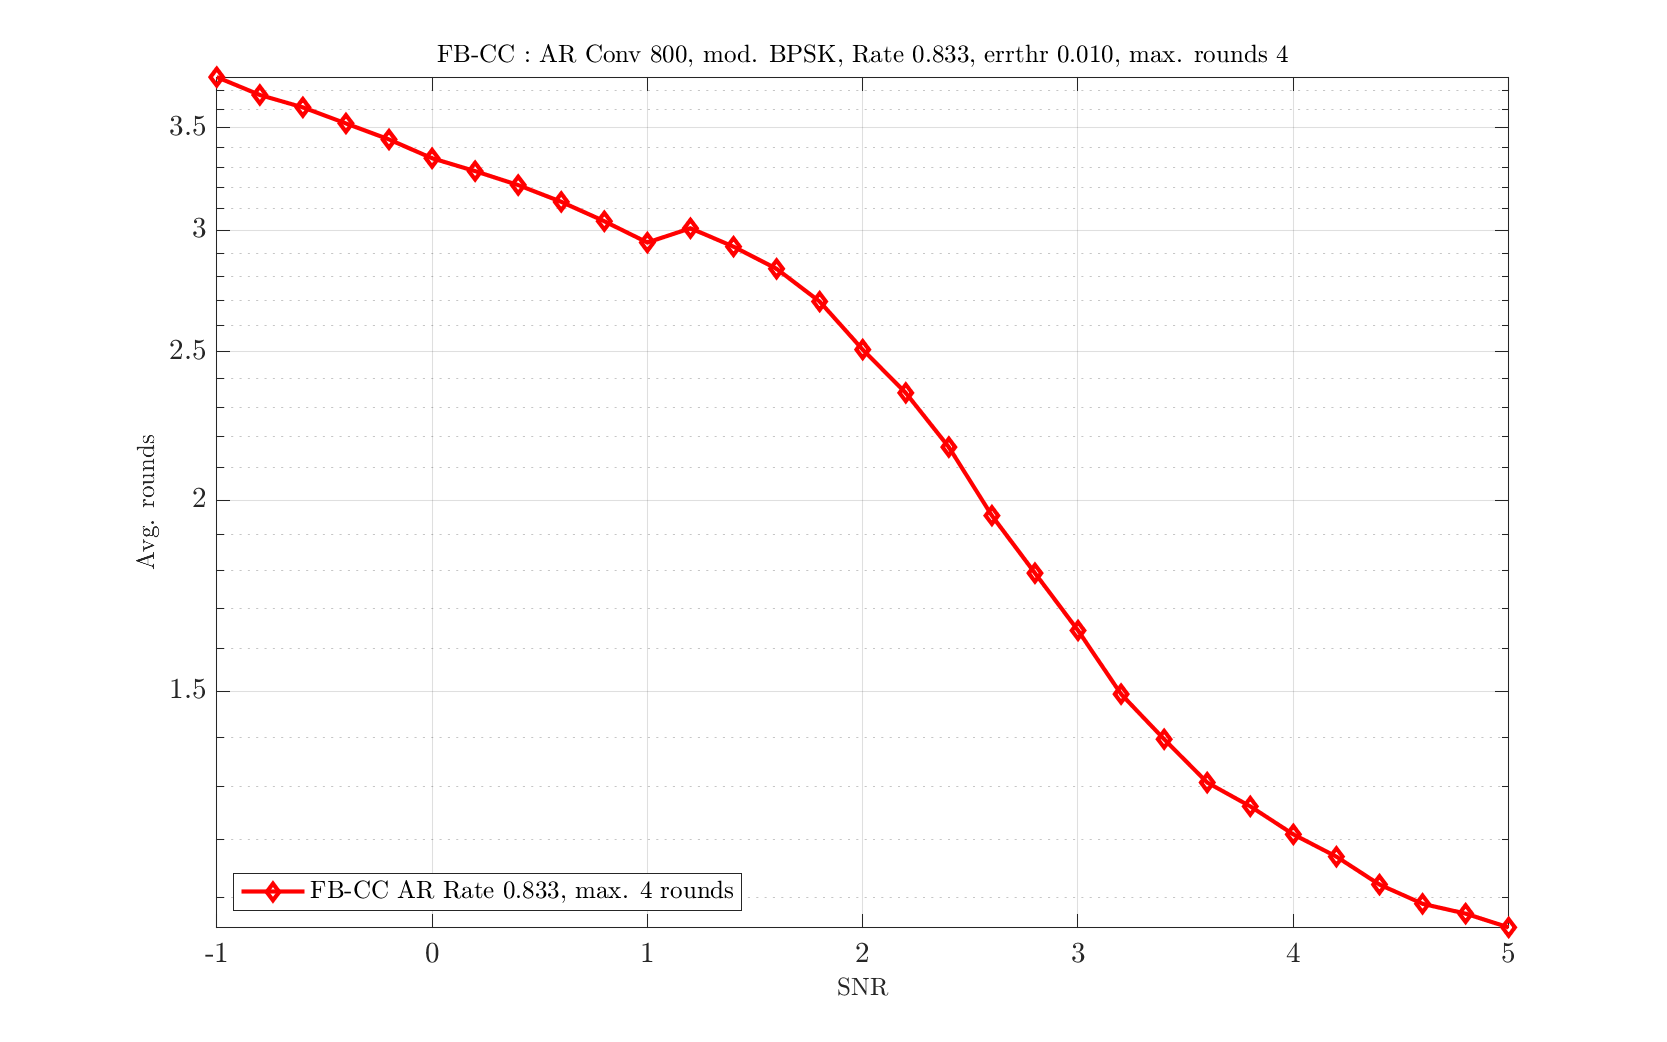 FB-CC : AR Conv 800, mod. BPSK, Rate 0.833, errthr 0.010, max. rounds 4
3.5
3
2.5
2
1.5
Avg. rounds
FB-CC AR Rate 0.833, max. 4 rounds
-1 0 1 2 3 4 5
SNR